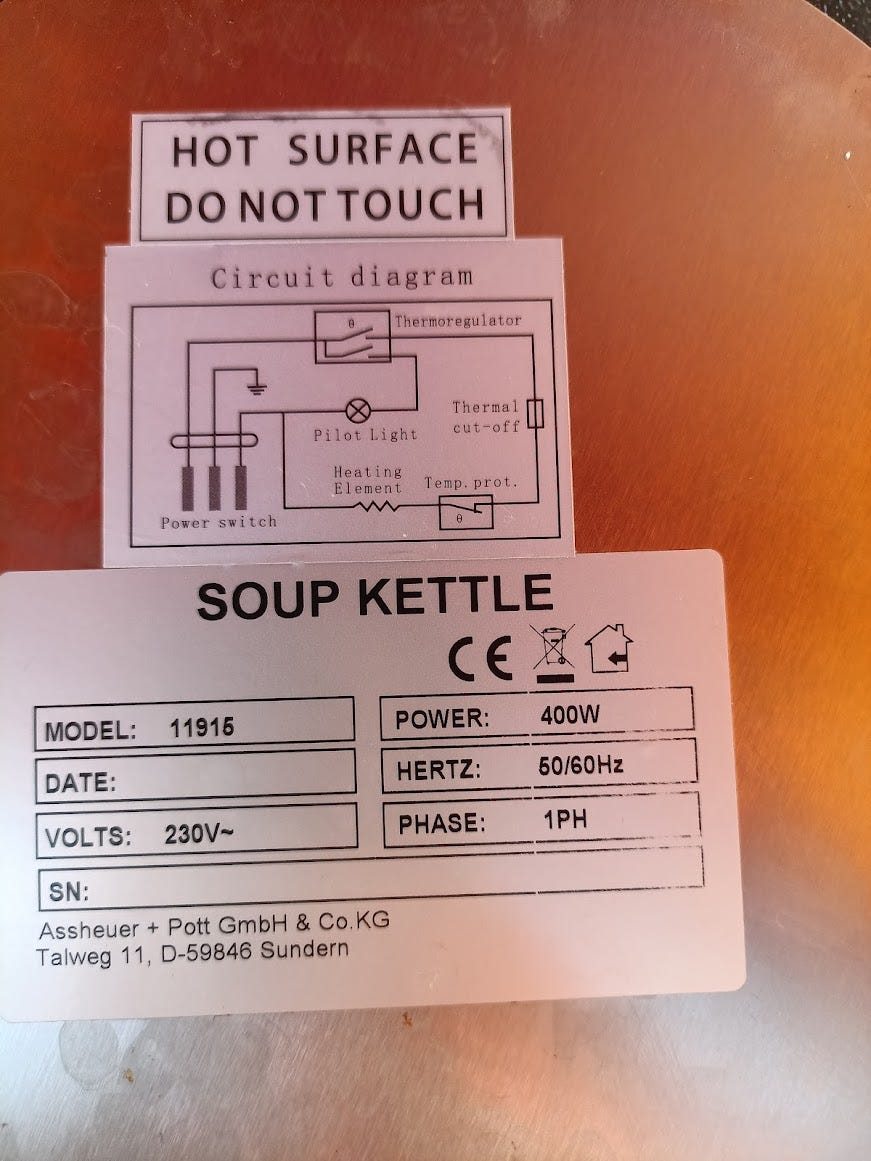 HOT SURFACE
DO NOT TOUCH
Circuit diagram
θ
Thermoregulator
Thermal
cut-off
Pilot Light
Heating
Element
Temp. prot.
θ
Power switch
SOUP KETTLE
CE
MODEL: 11915
POWER: 400W
DATE:
HERTZ: 50/60Hz
VOLTS: 230V~
PHASE: 1PH
SN:
Assheuer + Pott GmbH & Co.KG
Talweg 11, D-59846 Sundern